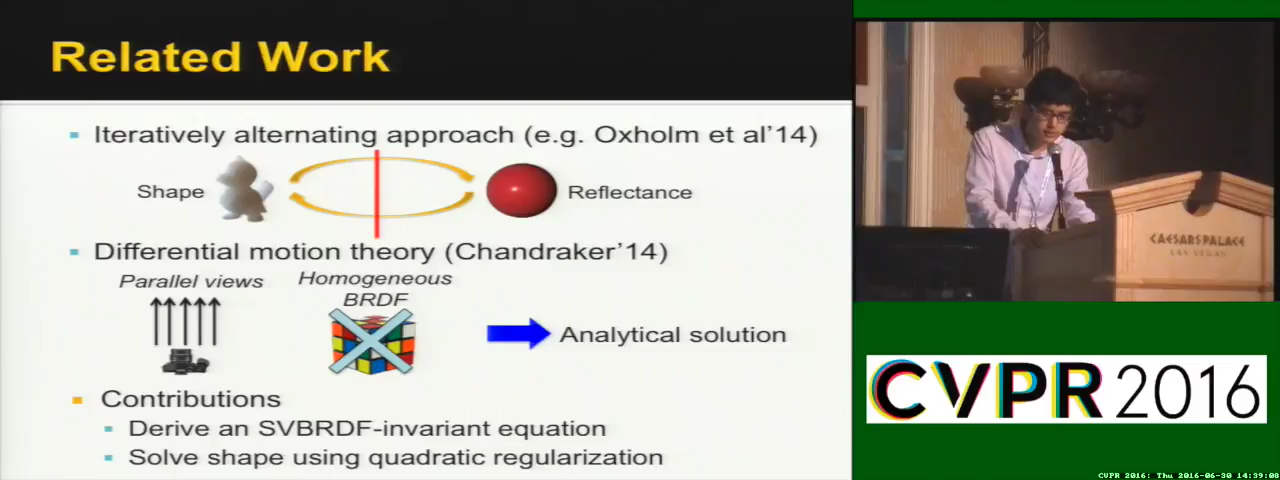 Related Work
Iteratively alternating approach (e.g. Oxholm et al'14)
Shape
Reflectance
Differential motion theory (Chandraker'14)
Parallel views
Homogeneous
BRDF
Analytical solution
Contributions
Derive an SVBRDF-invariant equation
Solve shape using quadratic regularization
CAESARS PALACE
LAS VEGAS
CVPR 2016
CVPR 2016: Thu 2016-06-30 14:39:08